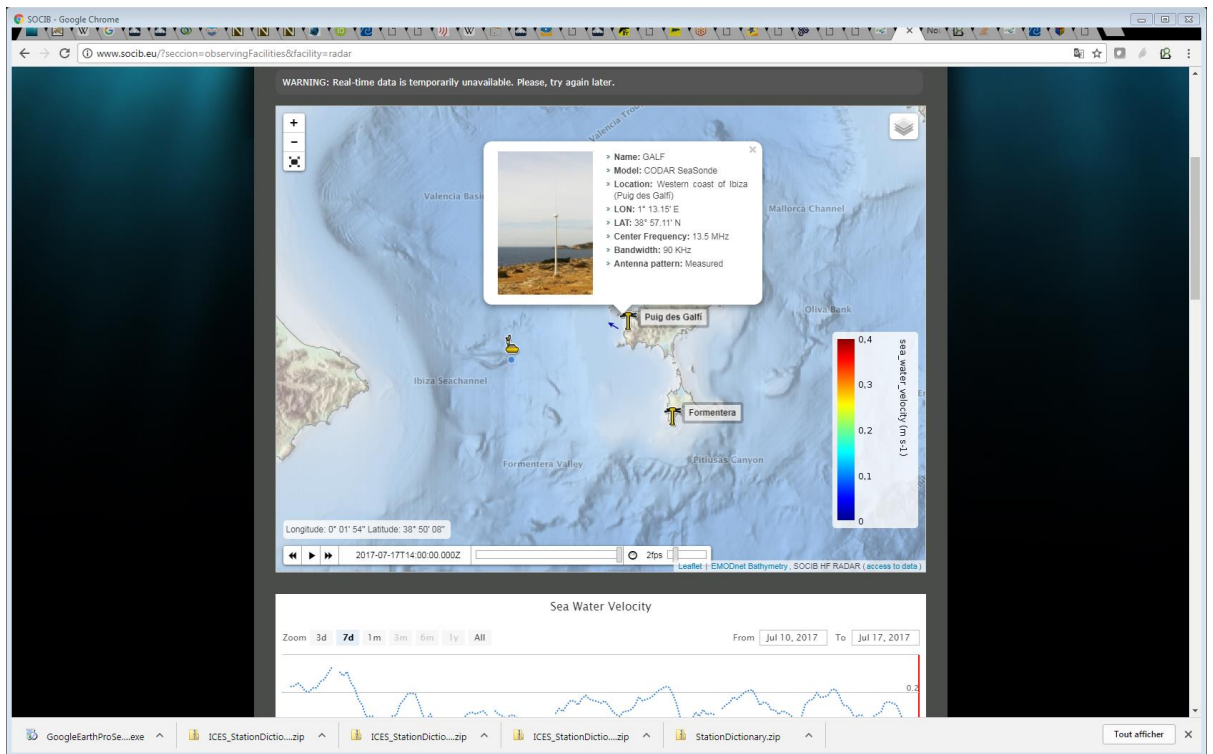 SOCIB - Google Chrome
www.socib.eu/?seccion=observingFacilities&facility=radar
WARNING: Real-time data is temporarily unavailable. Please, try again later.
+
−
Name: GALF
Model: CODAR SeaSonde
Location: Western coast of Ibiza
(Puig des Galfí)
LON: 1° 13.15' E
LAT: 38° 57.11' N
Center Frequency: 13.5 MHz
Bandwidth: 90 KHz
Antenna pattern: Measured
Valencia
Valencia
Mallorca Channel
Puig des Galfí
Oliva Bank
Ibiza Seachannel
Formentera
Formentera Valley
Pitiusas Canyon
0,4
0,3
0,2
0,1
0
sea_water_velocity (m s-1)
Longitude: 0° 01' 54" Latitude: 38° 50' 08"
2017-07-17T14:00:00.000Z
2fps
Leaflet | EMODnet Bathymetry, SOCIB HF RADAR (access to data)
Sea Water Velocity
Zoom 3d 7d 1m 3m 6m 1y All
From Jul 10, 2017 To Jul 17, 2017
0.2
GoogleEarthProSe....exe
ICES_StationDictio....zip
ICES_StationDictio....zip
ICES_StationDictio....zip
StationDictionary.zip
Tout afficher